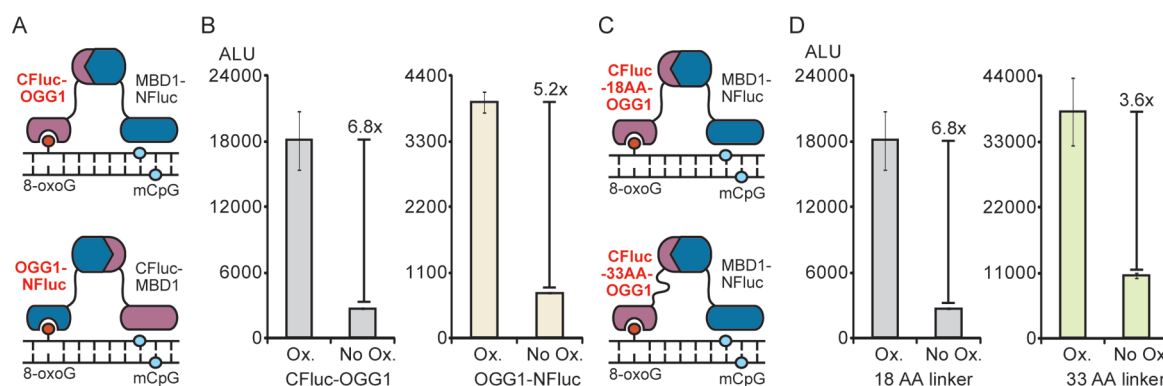 A
CFluc-
OGG1
MBD1-
NFluc
8-oxoG
mCpG
OGG1-
NFluc
CFluc-
MBD1
8-oxoG
mCpG
B
ALU
24000
18000
12000
6000
0
6.8x
Ox. No Ox.
CFluc-OGG1
4400
3300
2200
1100
0
5.2x
Ox. No Ox.
OGG1-NFluc
C
CFluc
-18AA-
OGG1
MBD1-
NFluc
8-oxoG
mCpG
CFluc
-33AA-
OGG1
MBD1-
NFluc
8-oxoG
mCpG
D
ALU
24000
18000
12000
6000
0
6.8x
Ox. No Ox.
18 AA linker
44000
33000
22000
11000
0
3.6x
Ox. No Ox.
33 AA linker